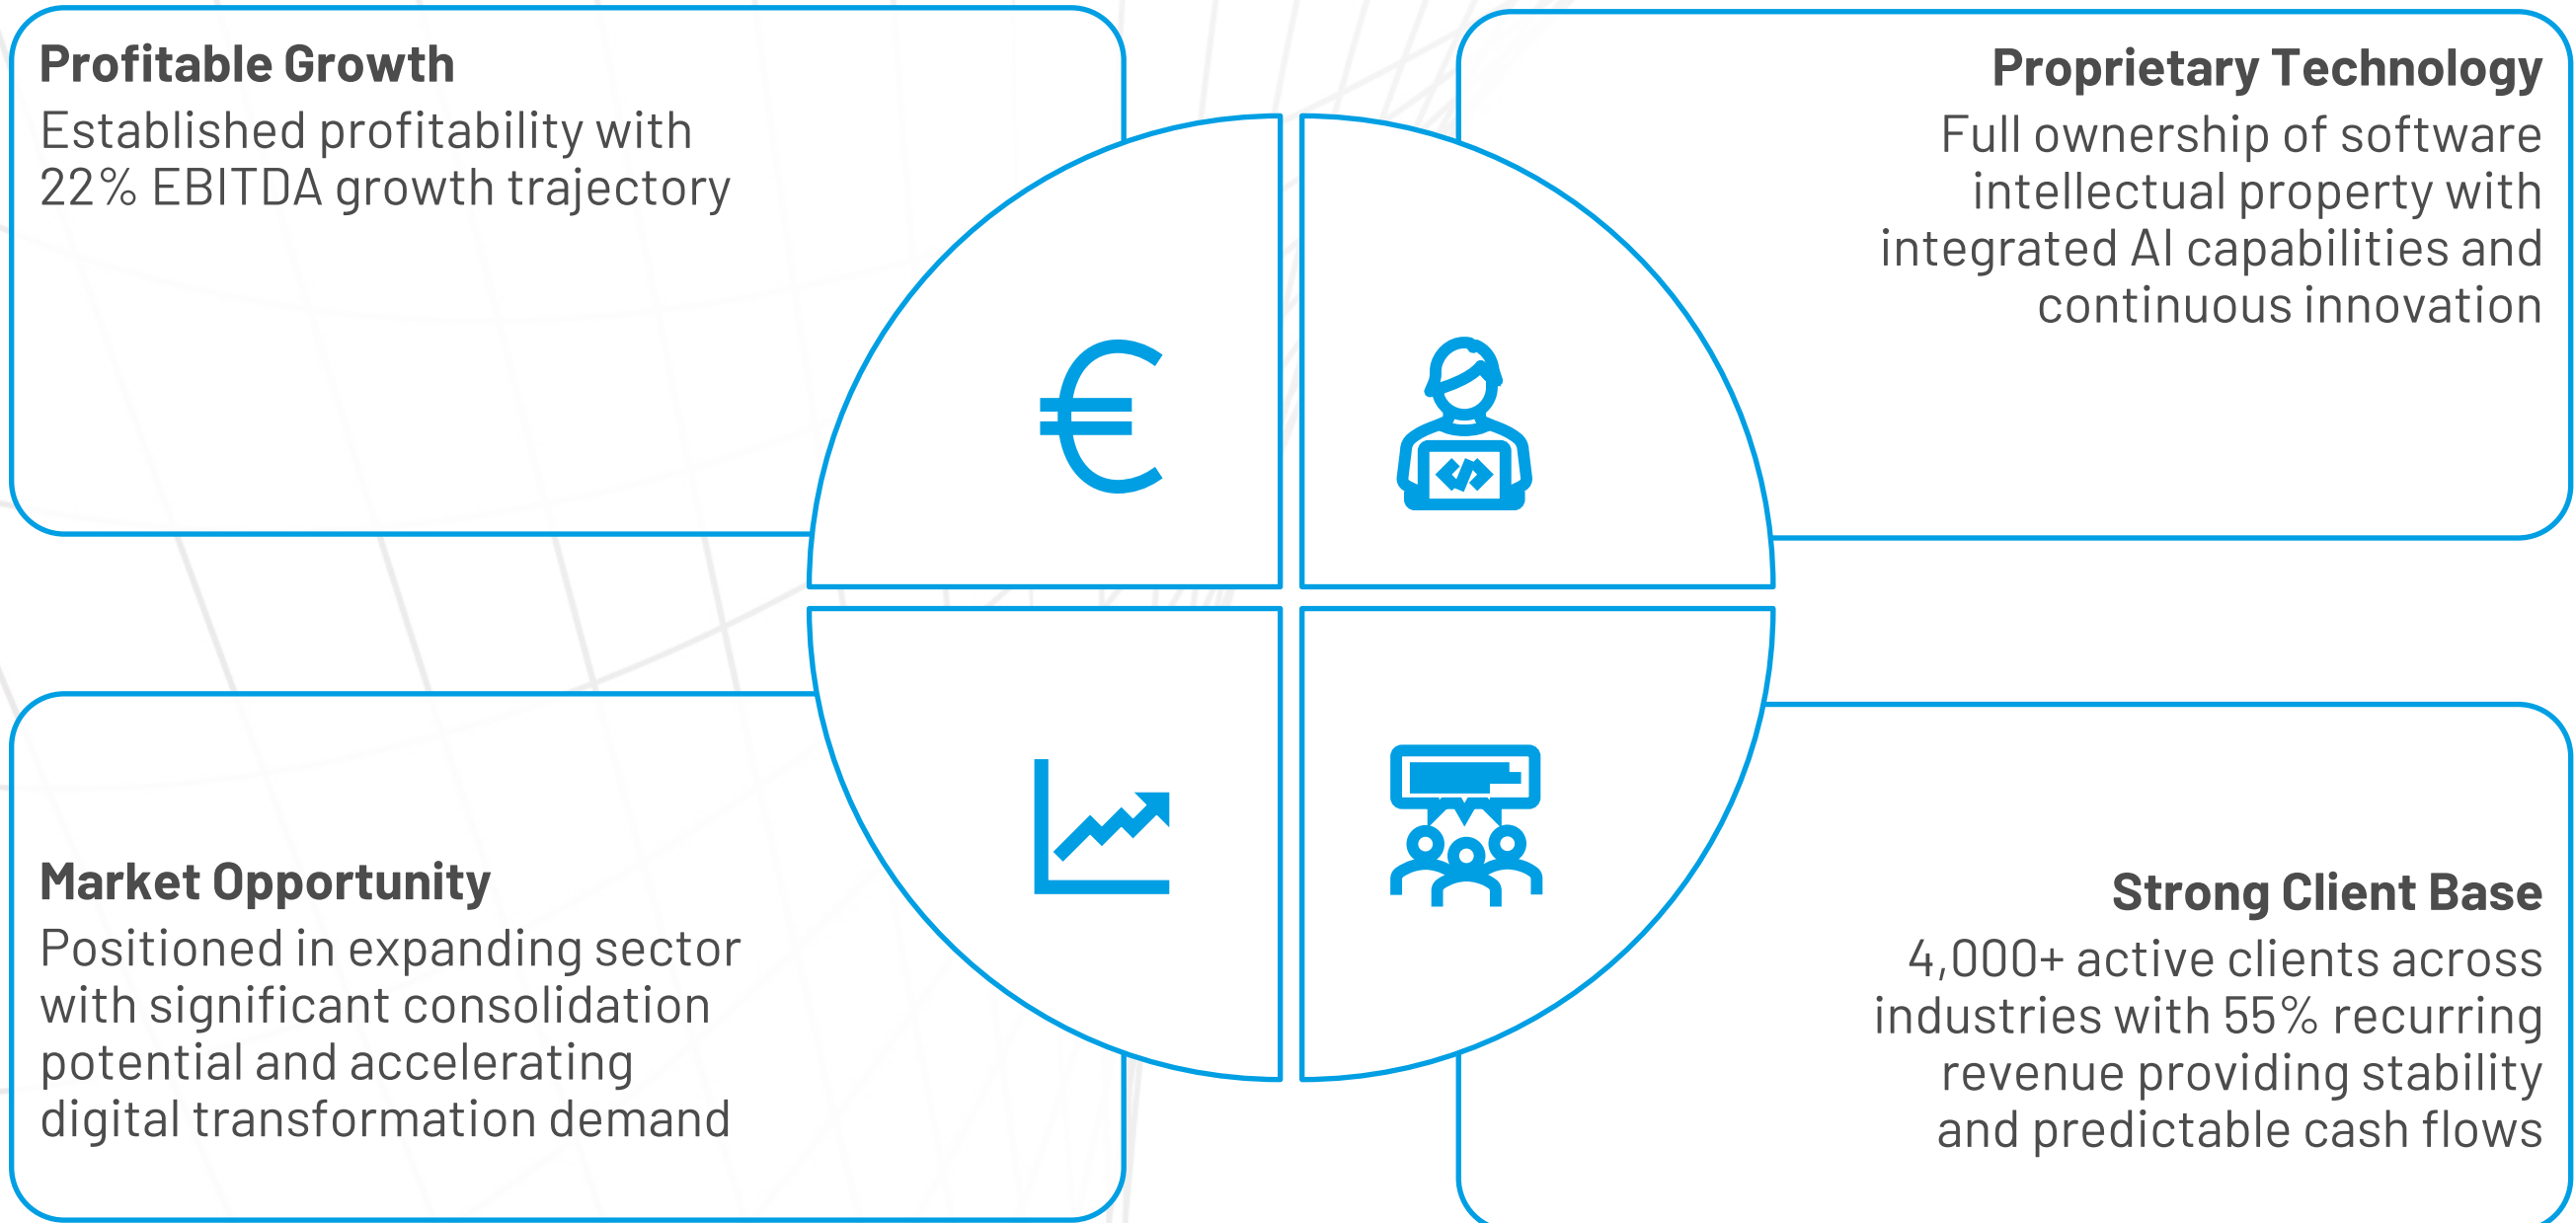 Profitable Growth
Established profitability with
22% EBITDA growth trajectory
Proprietary Technology
Full ownership of software
intellectual property with
integrated AI capabilities and
continuous innovation
€
Market Opportunity
Positioned in expanding sector
with significant consolidation
potential and accelerating
digital transformation demand
Strong Client Base
4,000+ active clients across
industries with 55% recurring
revenue providing stability
and predictable cash flows